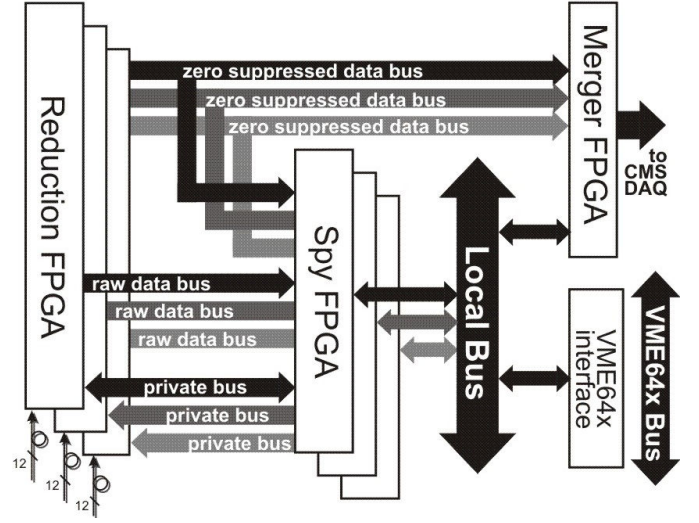 Reduction FPGA
zero suppressed data bus
zero suppressed data bus
zero suppressed data bus
Merger FPGA
to
CMS
DAQ
Spy FPGA
raw data bus
raw data bus
raw data bus
private bus
private bus
private bus
Local Bus
VME64x
interface
VME64x Bus
12
12
12